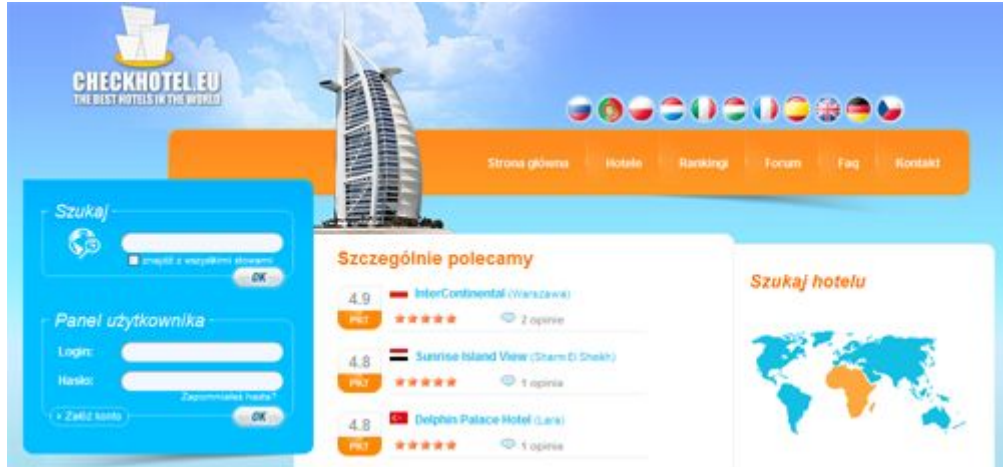 CHECKHOTEL.EU
THE BEST HOTELS IN THE WORLD
Strona główna Hotele Rankingi Forum Faq Kontakt
Szukaj
znajdź z wszystkimi słowami
OK
Panel użytkownika
Login:
Hasło:
Zapomniałeś hasła?
Załóż konto
OK
Szczególnie polecamy
4.9 PKT
InterContinental (Warszawa)
2 opinie
4.8 PKT
Sunrise Island View (Sharm El Sheikh)
1 opinia
4.8 PKT
Delphin Palace Hotel (Lara)
1 opinia
Szukaj hotelu